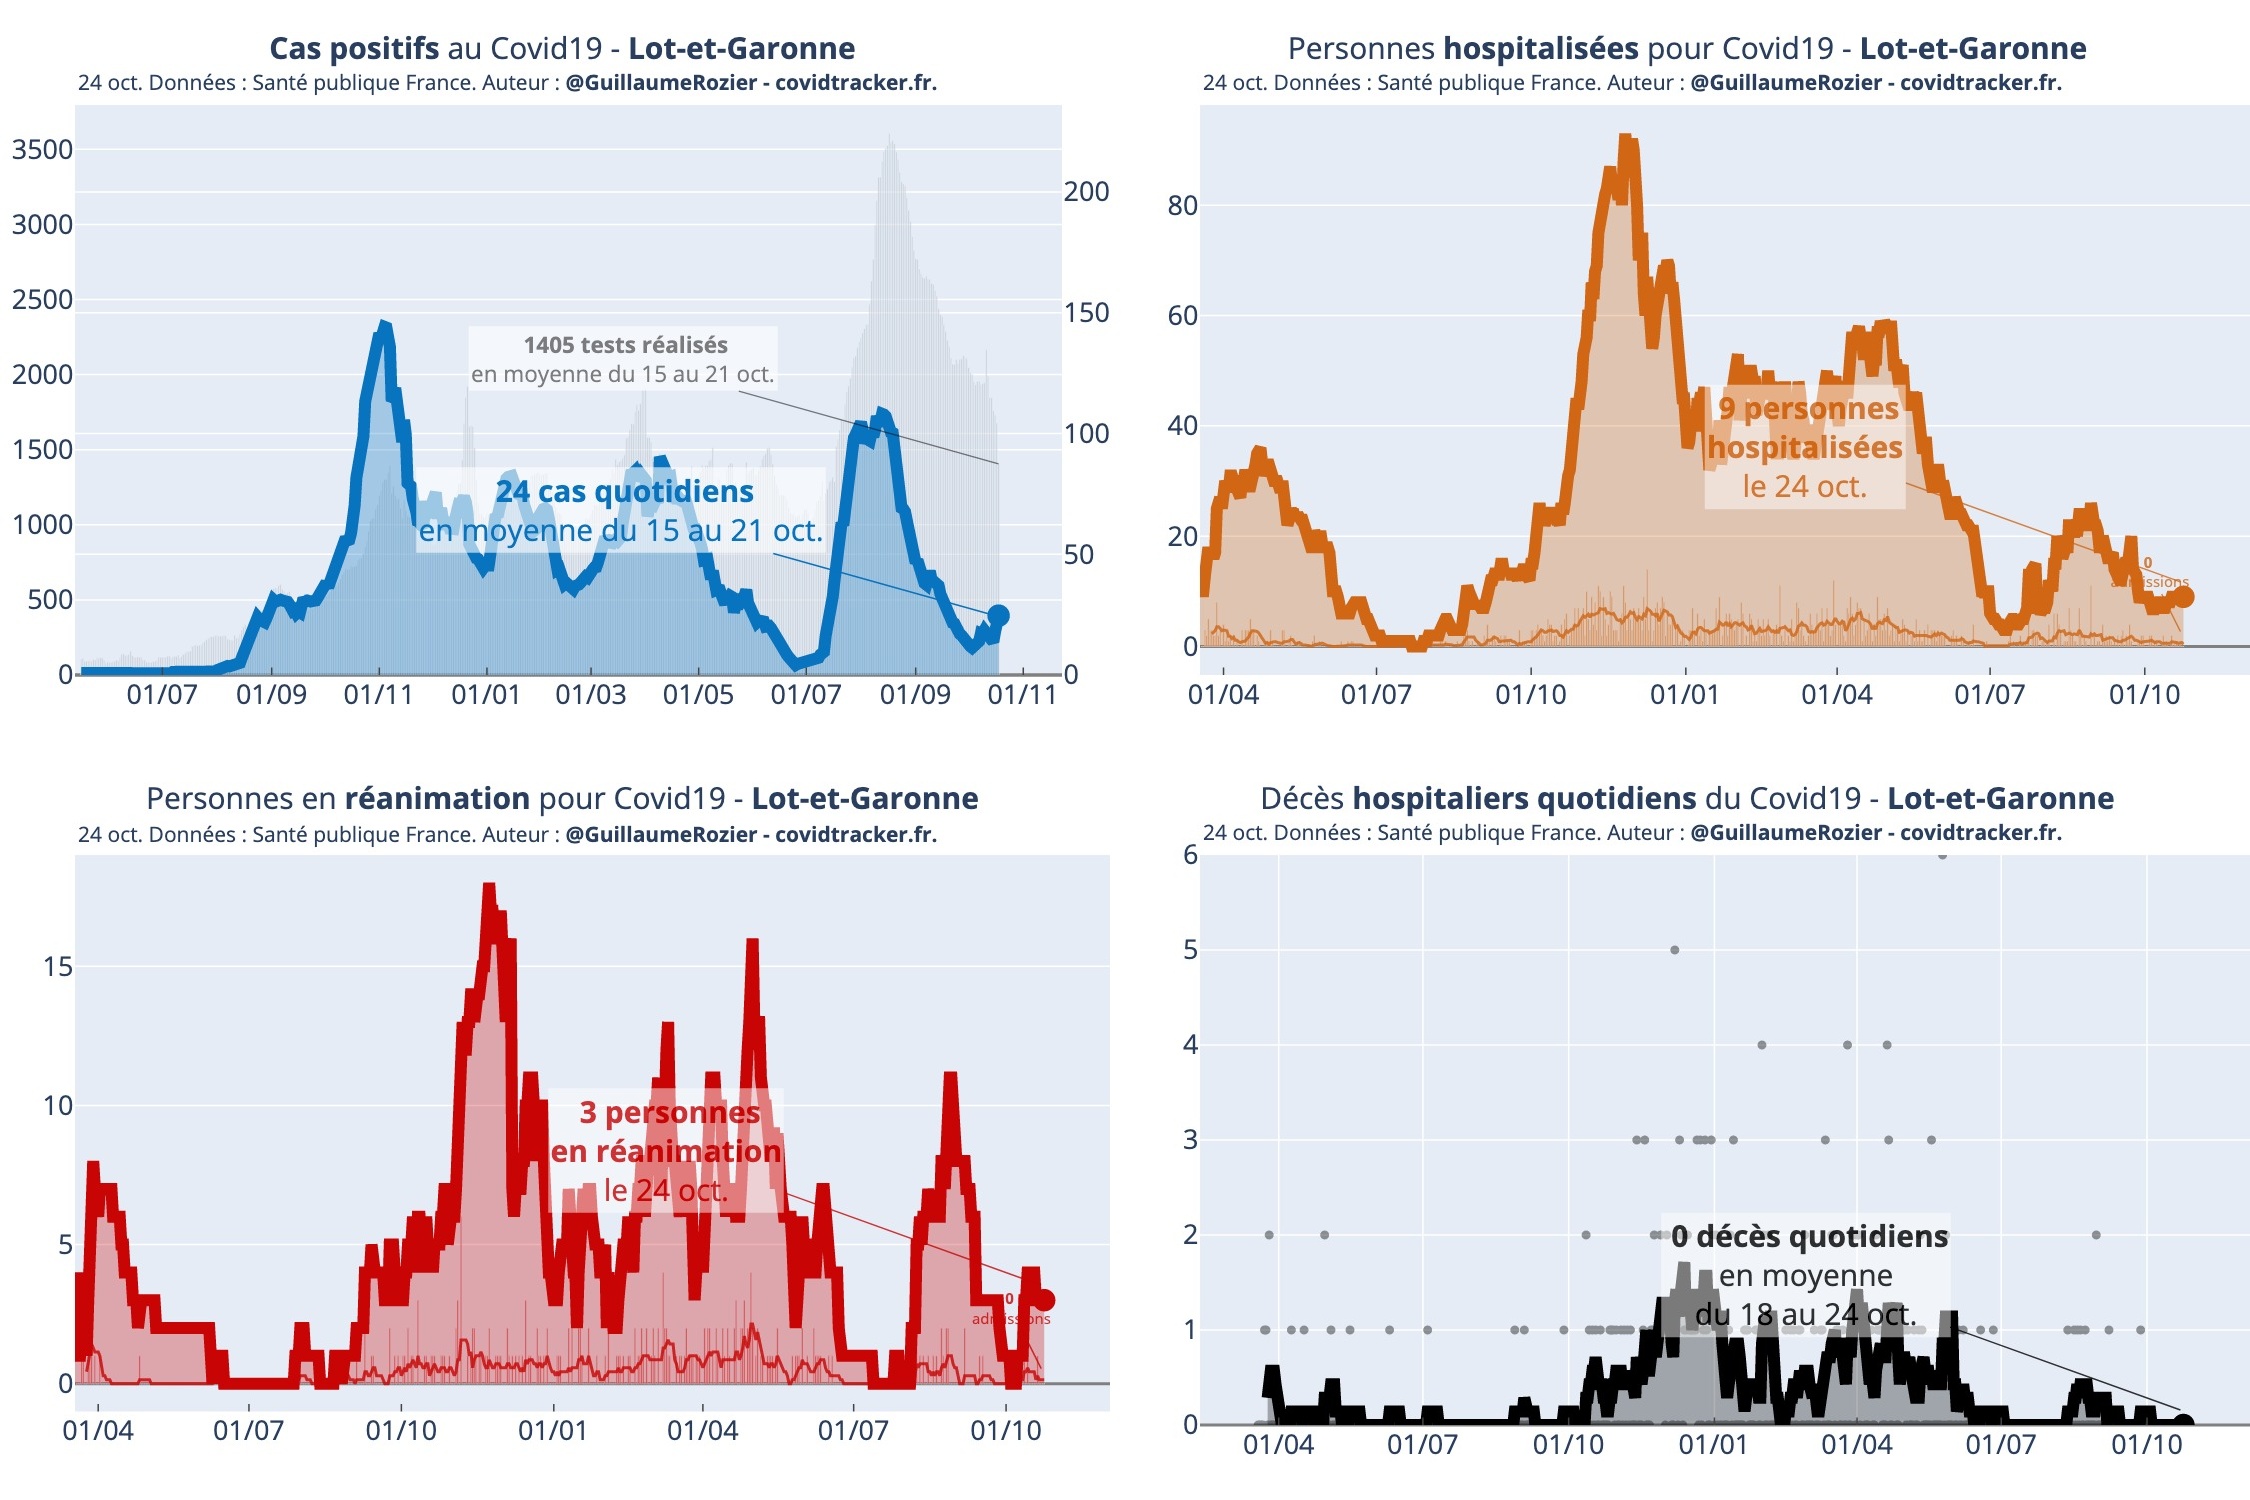 Cas positifs au Covid19 - Lot-et-Garonne
24 oct. Données : Santé publique France. Auteur : @GuillaumeRozier - covidtracker.fr.
3500
3000
2500
2000
1500
1000
500
0
200
150
100
50
0
1405 tests réalisés
en moyenne du 15 au 21 oct.
24 cas quotidiens
en moyenne du 15 au 21 oct.
01/07 01/09 01/11 01/01 01/03 01/05 01/07 01/09 01/11
Personnes hospitalisées pour Covid19 - Lot-et-Garonne
24 oct. Données : Santé publique France. Auteur : @GuillaumeRozier - covidtracker.fr.
80
60
40
20
0
9 personnes
hospitalisées
le 24 oct.
0
admissions
01/04 01/07 01/10 01/01 01/04 01/07 01/10
Personnes en réanimation pour Covid19 - Lot-et-Garonne
24 oct. Données : Santé publique France. Auteur : @GuillaumeRozier - covidtracker.fr.
15
10
5
0
3 personnes
en réanimation
le 24 oct.
0
admissions
01/04 01/07 01/10 01/01 01/04 01/07 01/10
Décès hospitaliers quotidiens du Covid19 - Lot-et-Garonne
24 oct. Données : Santé publique France. Auteur : @GuillaumeRozier - covidtracker.fr.
6
5
4
3
2
1
0
0 décès quotidiens
en moyenne
du 18 au 24 oct.
01/04 01/07 01/10 01/01 01/04 01/07 01/10